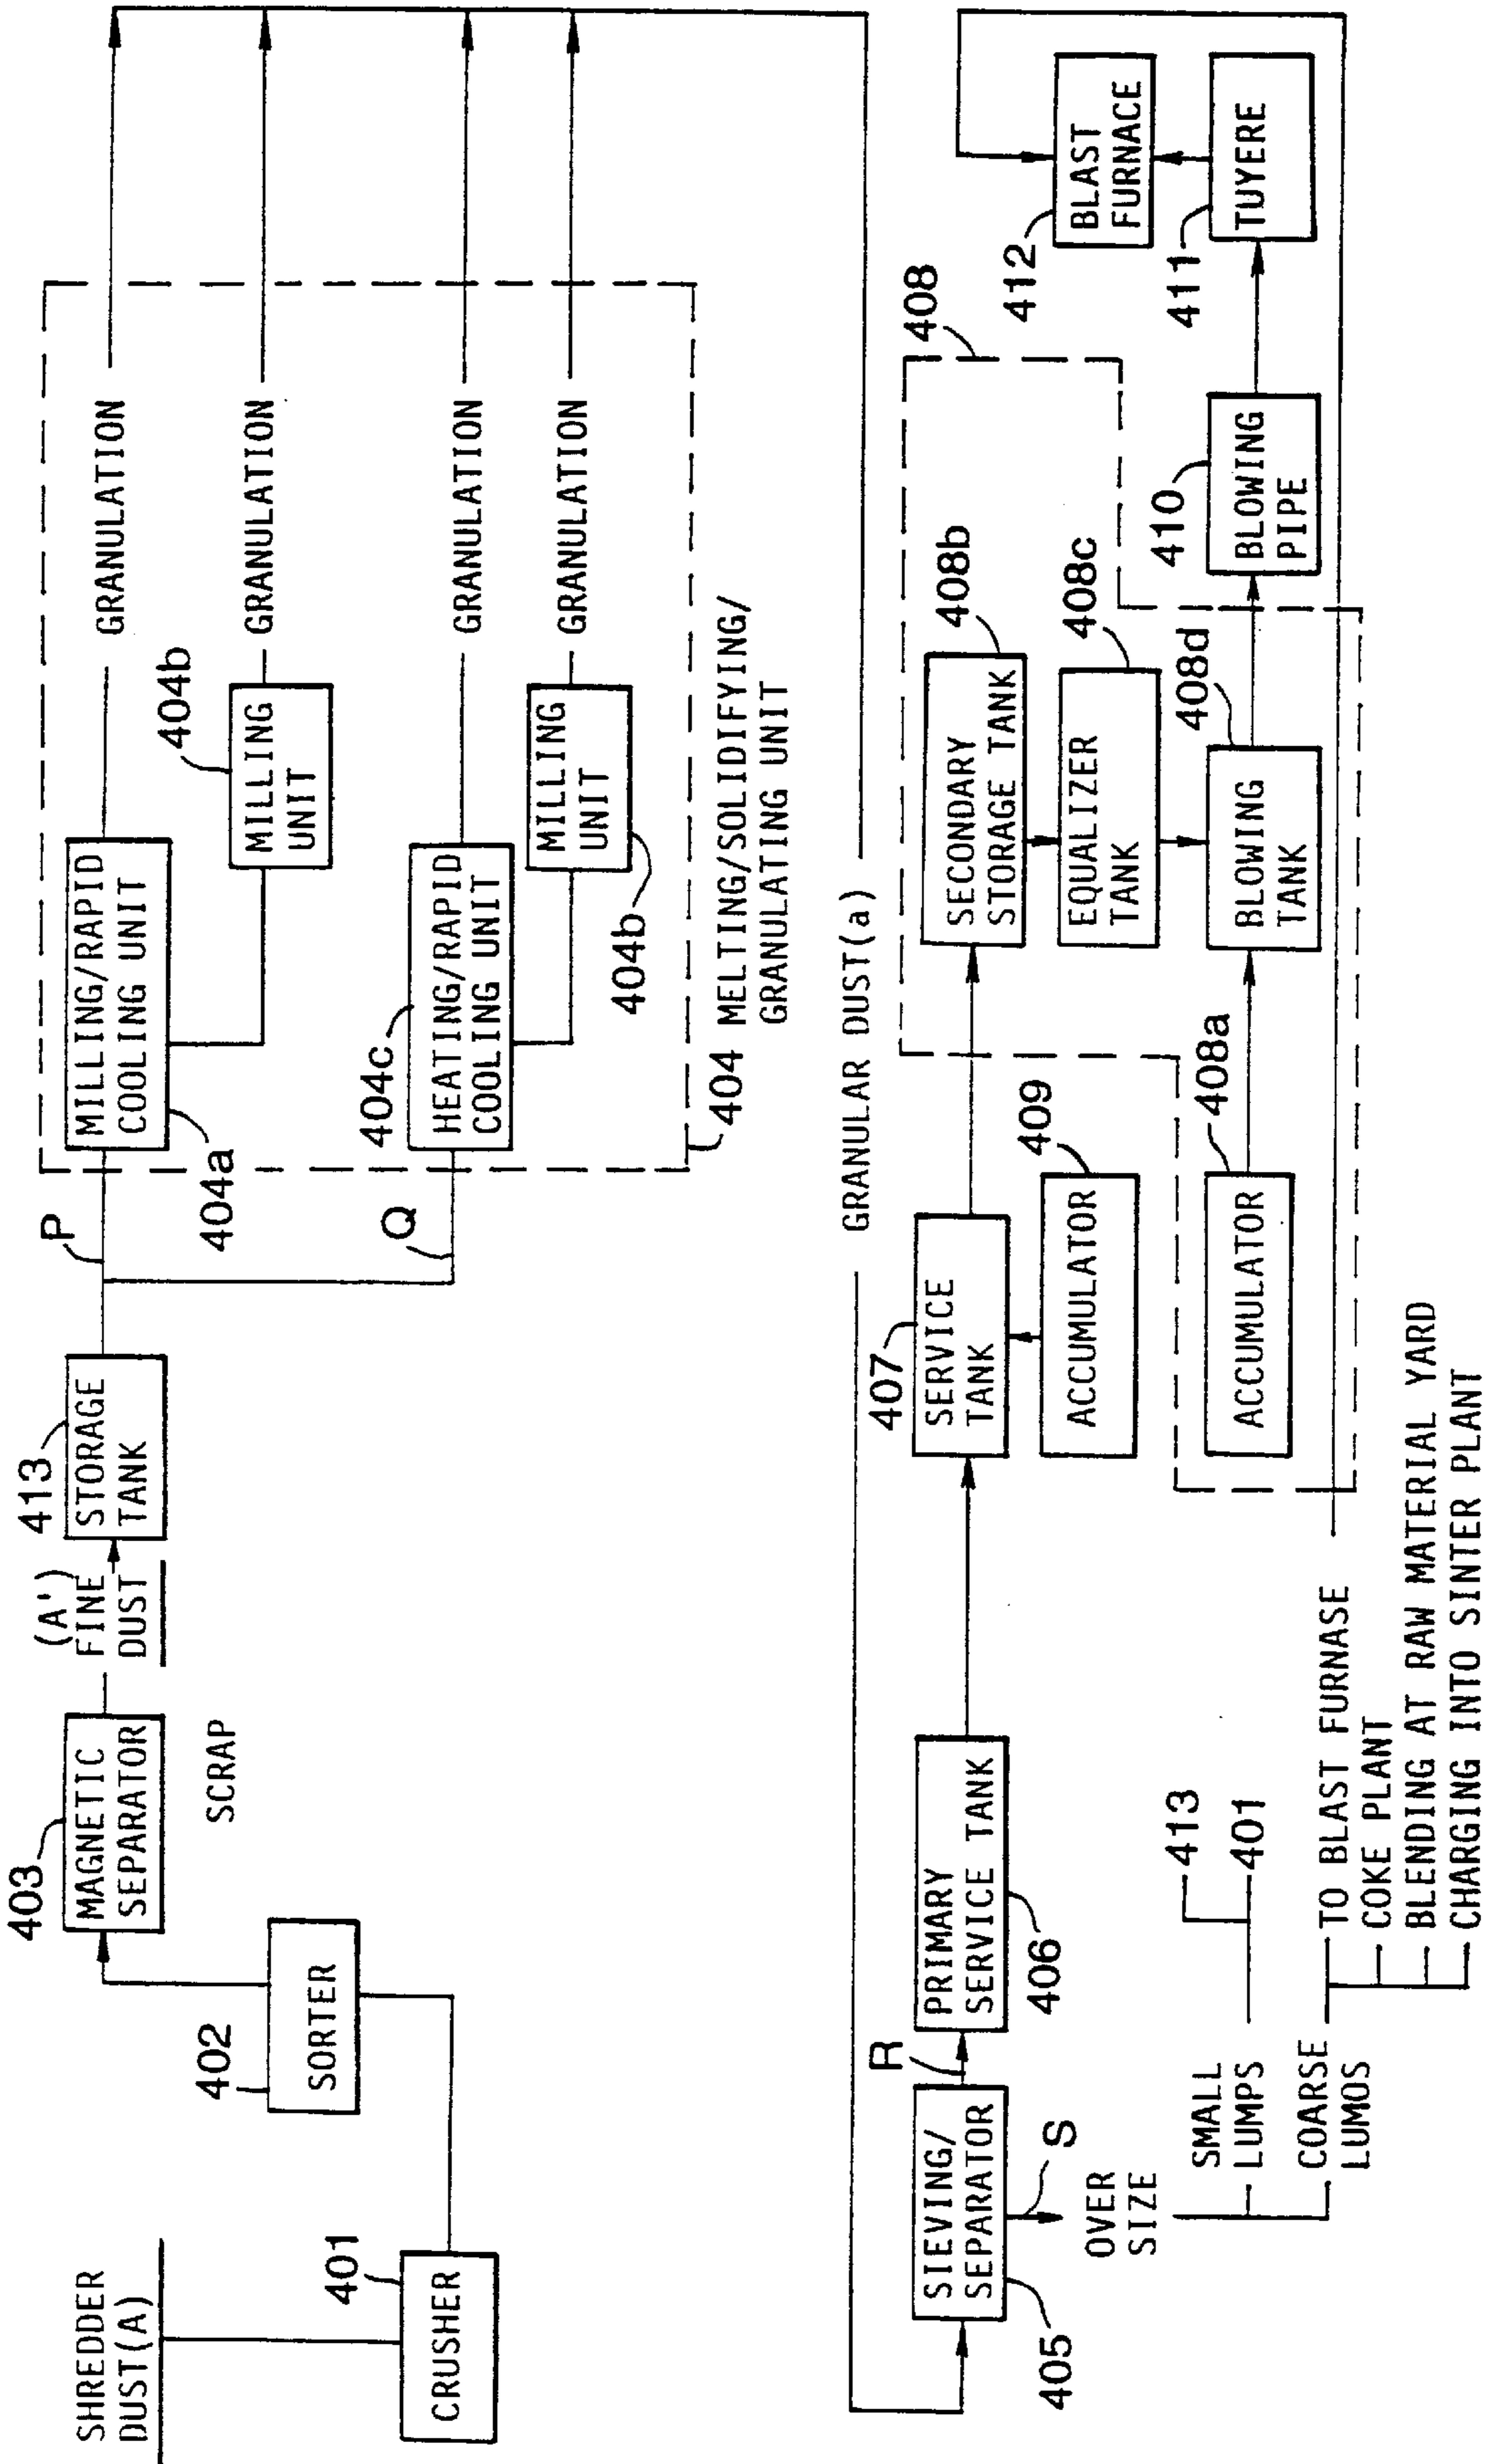 SHREDDER
DUST(A)
401
CRUSHER
402
SORTER
403
MAGNETIC
SEPARATOR
SCRAP
(A')
FINE
DUST
413
STORAGE
TANK
P
Q
404a
MILLING/RAPID
COOLING UNIT
404b
MILLING
UNIT
404c
HEATING/RAPID
COOLING UNIT
404b
MILLING
UNIT
GRANULATION
GRANULATION
GRANULATION
GRANULATION
404 MELTING/SOLIDIFYING/
GRANULATING UNIT
GRANULAR DUST(a)
405
SIEVING/
SEPARATOR
R
S
OVER
SIZE
SMALL
LUMPS
413
401
COARSE
LUMOS
TO BLAST FURNASE
COKE PLANT
BLENDING AT RAW MATERIAL YARD
CHARGING INTO SINTER PLANT
406
PRIMARY
SERVICE TANK
407
SERVICE
TANK
409
ACCUMULATOR
408
408a
ACCUMULATOR
408b
SECONDARY
STORAGE TANK
408c
EQUALIZER
TANK
408d
BLOWING
TANK
410
BLOWING
PIPE
411
TUYERE
412
BLAST
FURNACE